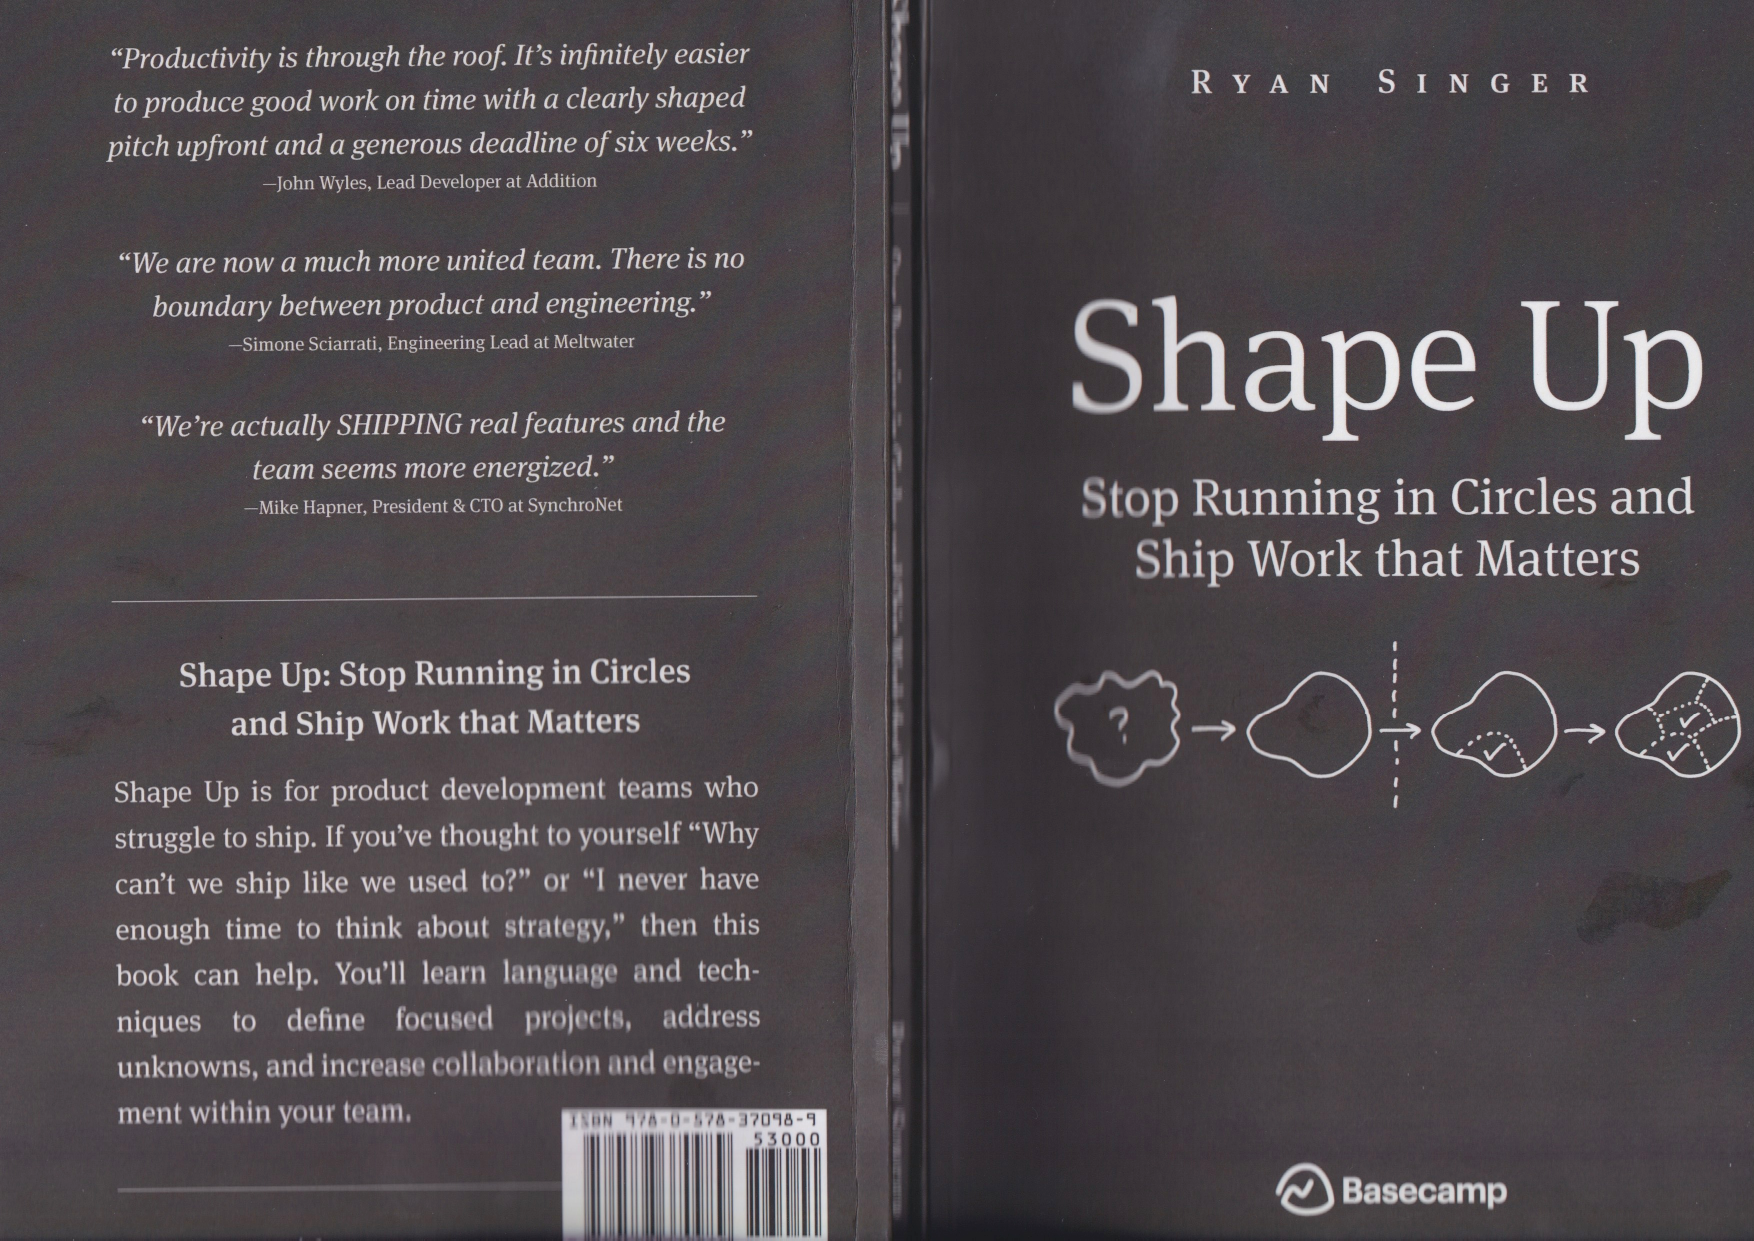 “Productivity is through the roof. It’s infinitely easier
to produce good work on time with a clearly shaped
pitch upfront and a generous deadline of six weeks.”
—John Wyles, Lead Developer at Addition
“We are now a much more united team. There is no
boundary between product and engineering.”
—Simone Sciarrati, Engineering Lead at Meltwater
“We’re actually SHIPPING real features and the
team seems more energized.”
—Mike Hapner, President & CTO at SynchroNet
Shape Up: Stop Running in Circles
and Ship Work that Matters
Shape Up is for product development teams who
struggle to ship. If you’ve thought to yourself “Why
can’t we ship like we used to?” or “I never have
enough time to think about strategy,” then this
book can help. You’ll learn language and tech-
niques to define focused projects, address
unknowns, and increase collaboration and engage-
ment within your team.
ISBN 978-0-578-37098-9
53000
Shape Up
RYAN SINGER
Shape Up
Stop Running in Circles and
Ship Work that Matters
?
Basecamp